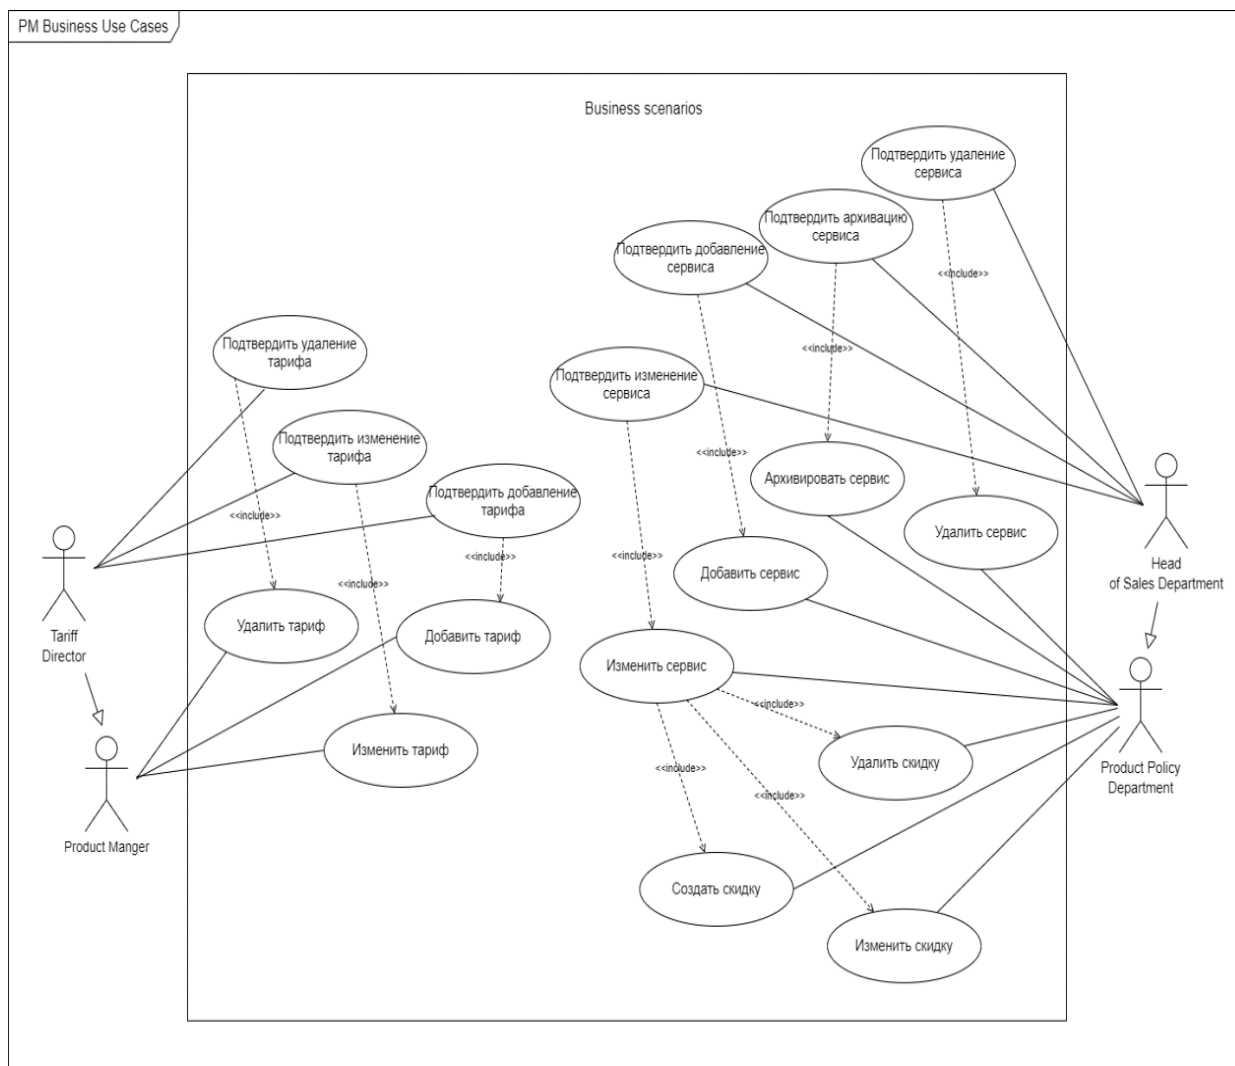 PM Business Use Cases
Business scenarios
Подтвердить удаление
сервиса
Подтвердить архивацию
сервиса
Подтвердить добавление
сервиса
<<include>>
Подтвердить удаление
тарифа
<<include>>
Подтвердить изменение
сервиса
Подтвердить изменение
тарифа
<<include>>
Архивировать сервис
Подтвердить добавление
тарифа
<<include>>
Удалить сервис
<<include>>
<<include>>
Head
of Sales Department
Добавить сервис
<<include>>
Tariff
Director
Удалить тариф
Добавить тариф
Изменить сервис
<<include>>
Изменить тариф
Удалить скидку
<<include>>
Product Policy
Department
<<include>>
Product Manger
Создать скидку
Изменить скидку